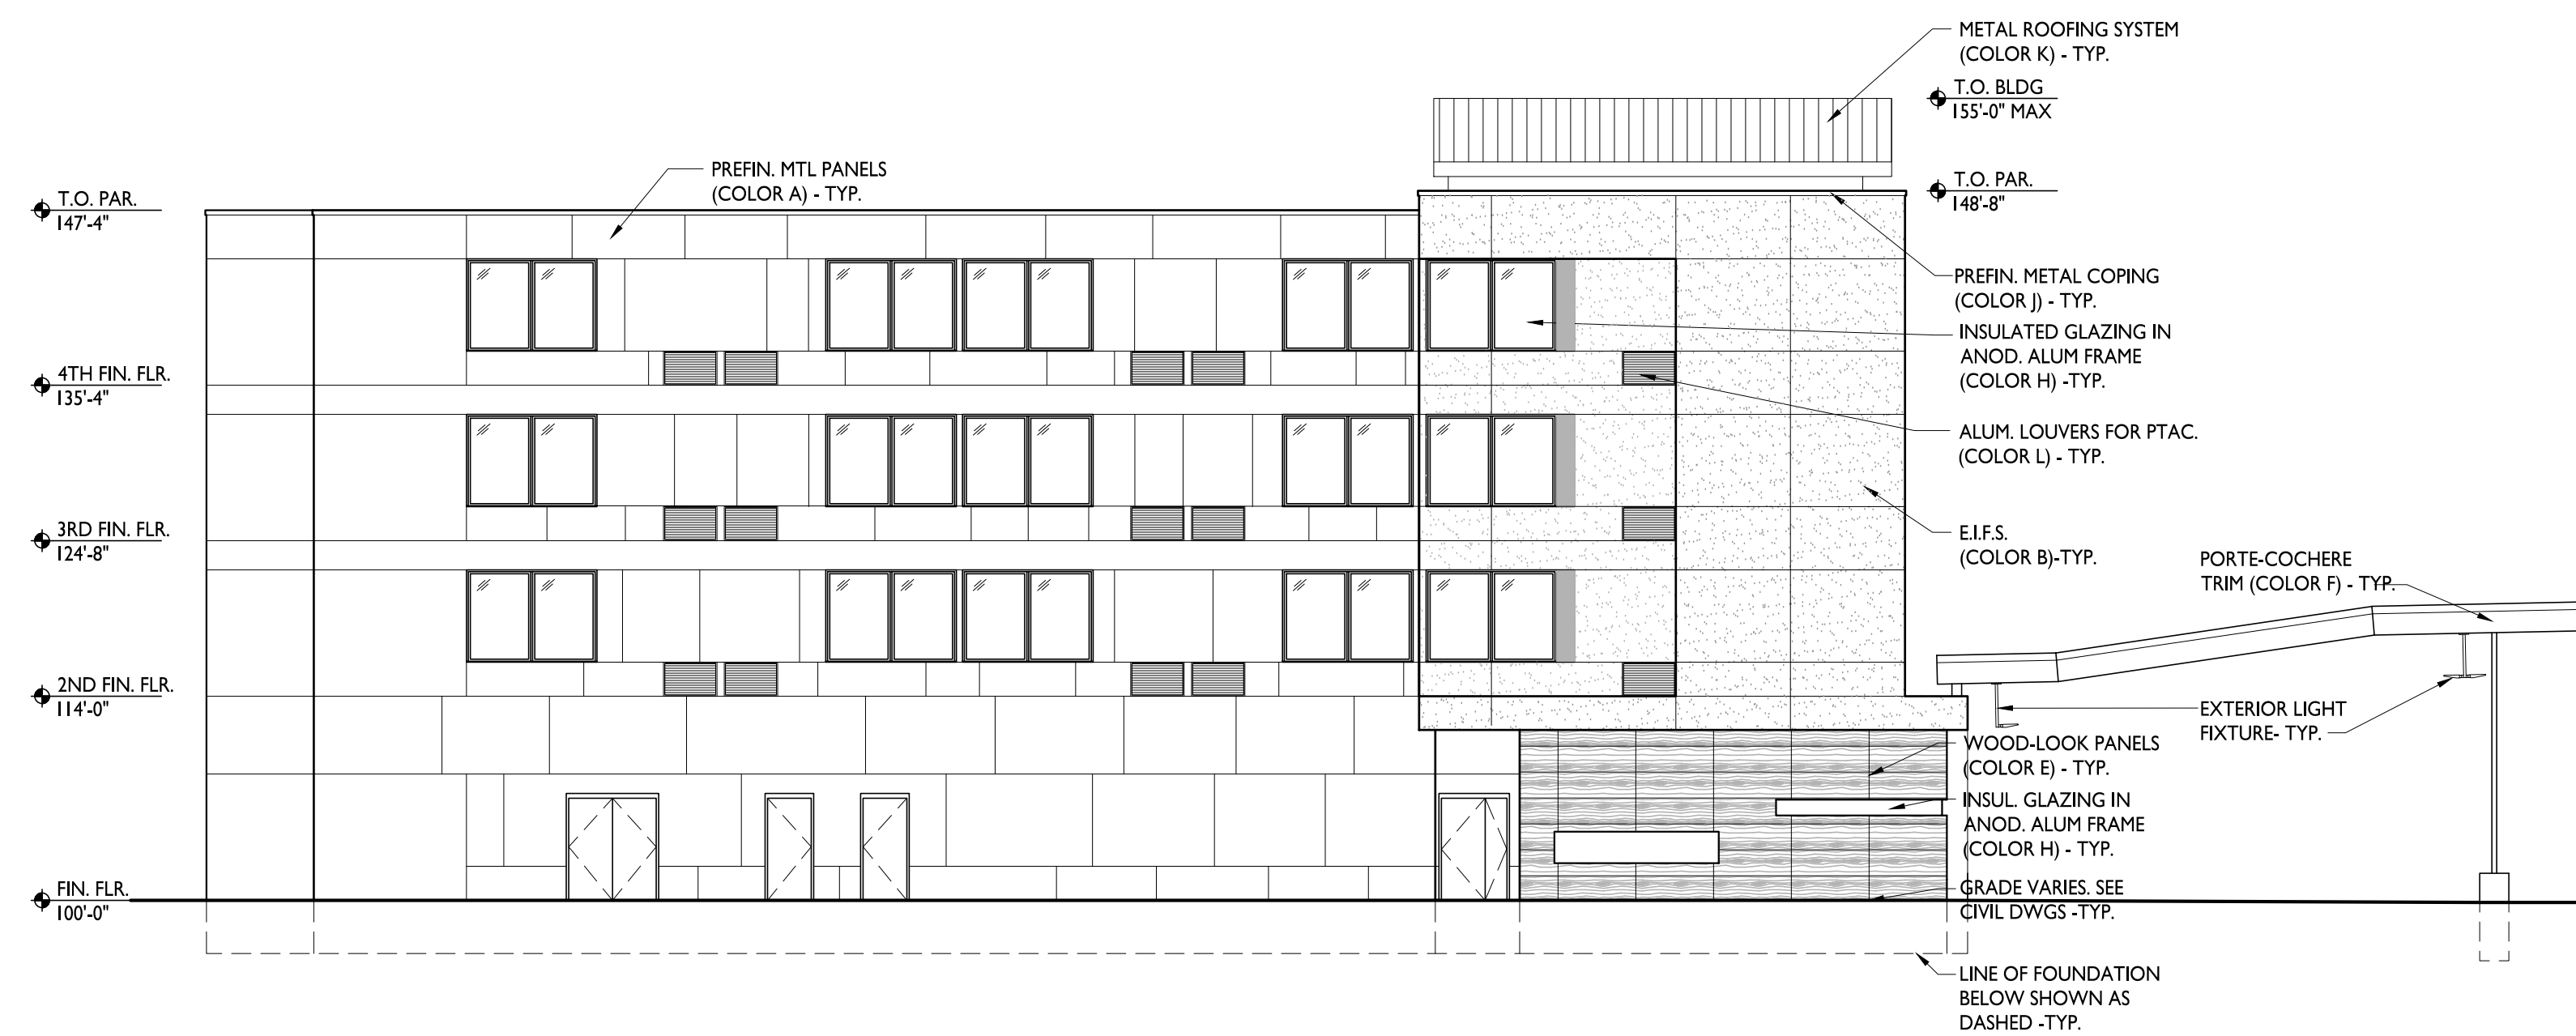 METAL ROOFING SYSTEM
(COLOR K) - TYP.
T.O. BLDG
155'-0" MAX
PREFIN. MTL PANELS
(COLOR A) - TYP.
T.O. PAR.
147'-4"
T.O. PAR.
148'-8"
PREFIN. METAL COPING
(COLOR J) - TYP.
INSULATED GLAZING IN
ANOD. ALUM FRAME
(COLOR H) -TYP.
4TH FIN. FLR.
135'-4"
ALUM. LOUVERS FOR PTAC.
(COLOR L) - TYP.
3RD FIN. FLR.
124'-8"
E.I.F.S.
(COLOR B)-TYP.
PORTE-COCHERE
TRIM (COLOR F) - TYP.
2ND FIN. FLR.
114'-0"
EXTERIOR LIGHT
FIXTURE- TYP.
WOOD-LOOK PANELS
(COLOR E) - TYP.
INSUL. GLAZING IN
ANOD. ALUM FRAME
(COLOR H) - TYP.
FIN. FLR.
100'-0"
GRADE VARIES. SEE
CIVIL DWGS -TYP.
LINE OF FOUNDATION
BELOW SHOWN AS
DASHED -TYP.